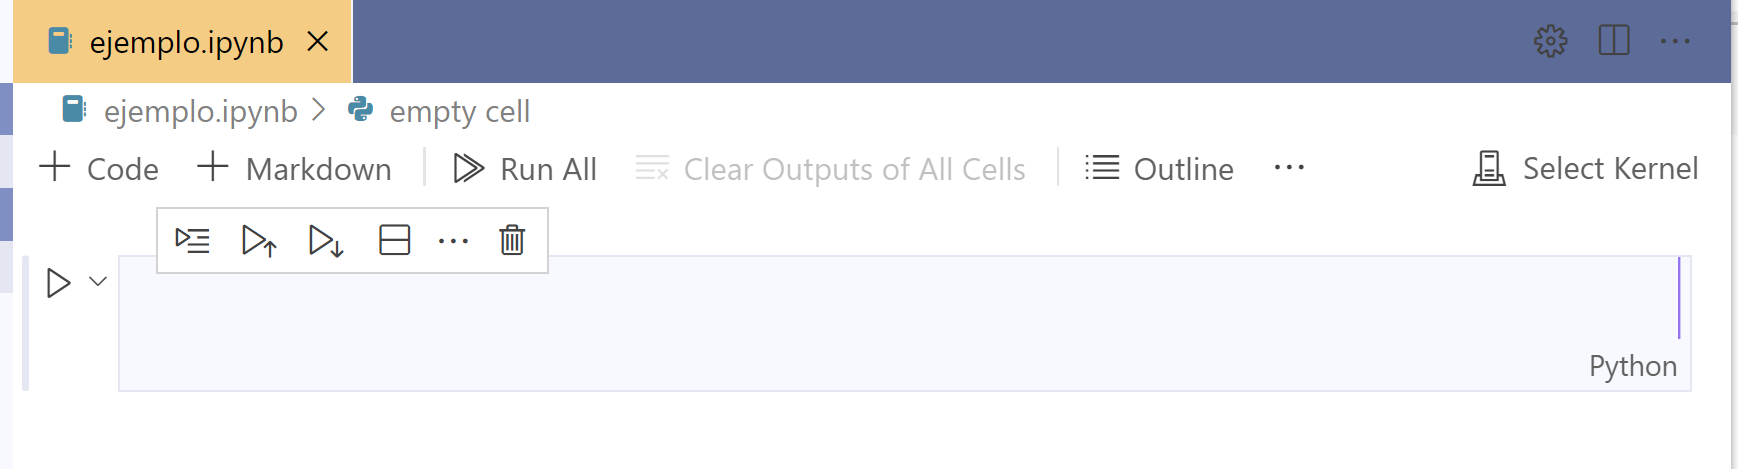 ejemplo.ipynb
ejemplo.ipynb > empty cell
+ Code + Markdown Run All Clear Outputs of All Cells Outline ... Select Kernel
Python